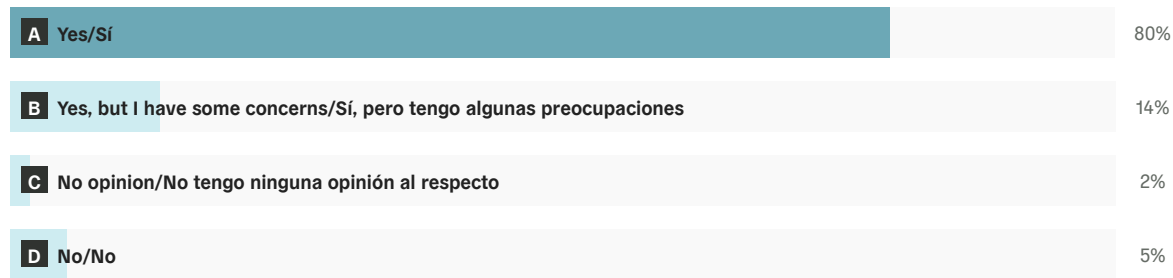 A Yes/Sí 80%
B Yes, but I have some concerns/Sí, pero tengo algunas preocupaciones 14%
C No opinion/No tengo ninguna opinión al respecto 2%
D No/No 5%